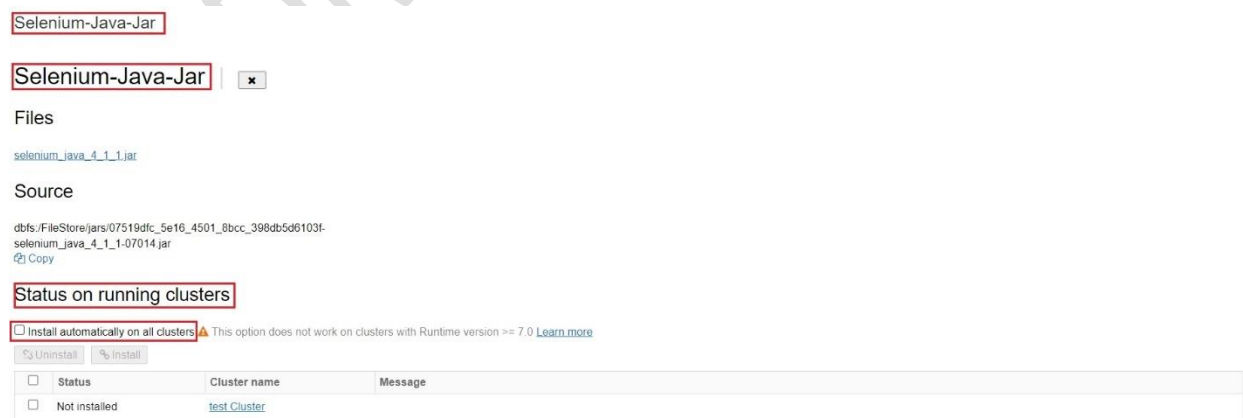 Selenium-Java-Jar
Selenium-Java-Jar
Files
selenium_java_4_1_1.jar
Source
dbfs:/FileStore/jars/07519dfc_5e16_4501_8bcc_398db5d6103f-
selenium_java_4_1_1-07014.jar
Copy
Status on running clusters
Install automatically on all clusters This option does not work on clusters with Runtime version >= 7.0 Learn more
Uninstall Install
Status Cluster name Message
Not installed test Cluster